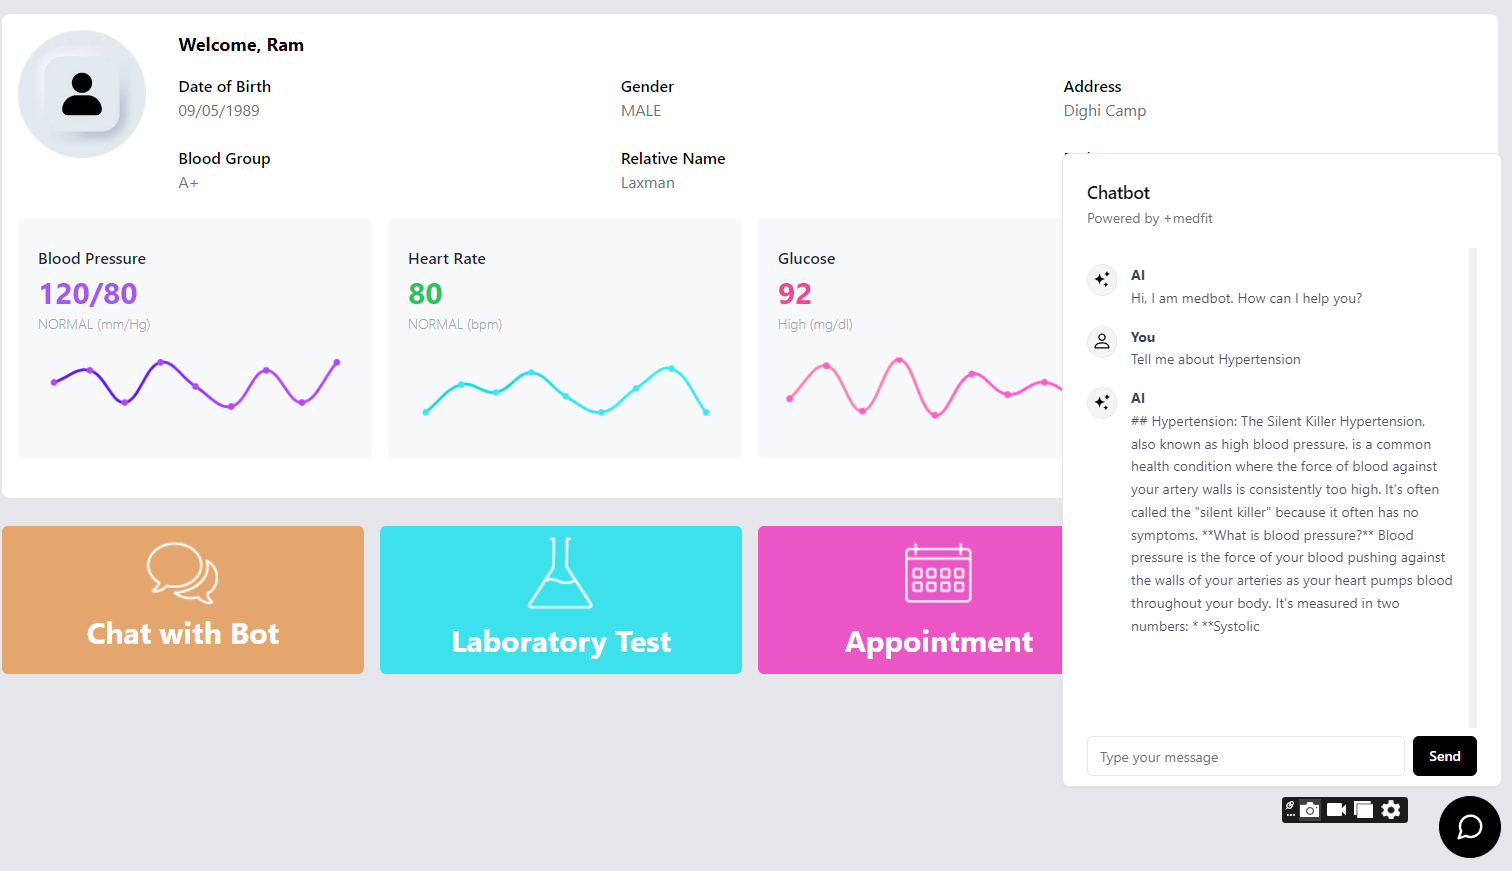 Welcome, Ram
Date of Birth
09/05/1989
Gender
MALE
Address
Dighi Camp
Blood Group
A+
Relative Name
Laxman
Blood Pressure
120/80
NORMAL (mm/Hg)
Heart Rate
80
NORMAL (bpm)
Glucose
92
High (mg/dl)
Chat with Bot
Laboratory Test
Appointment
Chatbot
Powered by +medfit
AI
Hi, I am medbot. How can I help you?
You
Tell me about Hypertension
AI
## Hypertension: The Silent Killer Hypertension,
also known as high blood pressure, is a common
health condition where the force of blood against
your artery walls is consistently too high. It's often
called the "silent killer" because it often has no
symptoms. **What is blood pressure?** Blood
pressure is the force of your blood pushing against
the walls of your arteries as your heart pumps blood
throughout your body. It's measured in two
numbers: * **Systolic
Type your message
Send